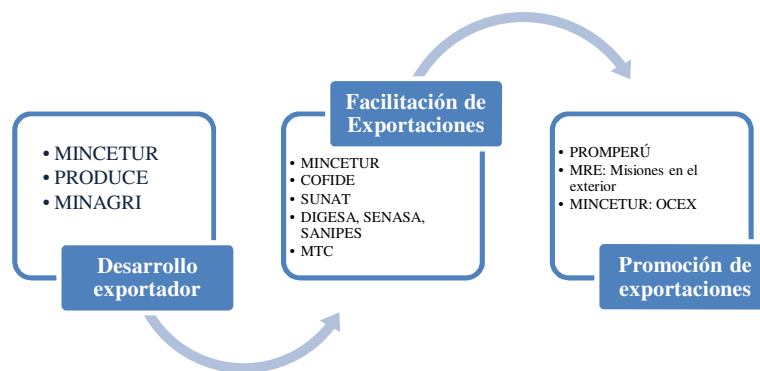 • MINCETUR
• PRODUCE
• MINAGRI
Desarrollo
exportador
Facilitación de
Exportaciones
• MINCETUR
• COFIDE
• SUNAT
• DIGESA, SENASA,
SANIPES
• MTC
• PROMPERÚ
• MRE: Misiones en el
exterior
• MINCETUR: OCEX
Promoción de
exportaciones